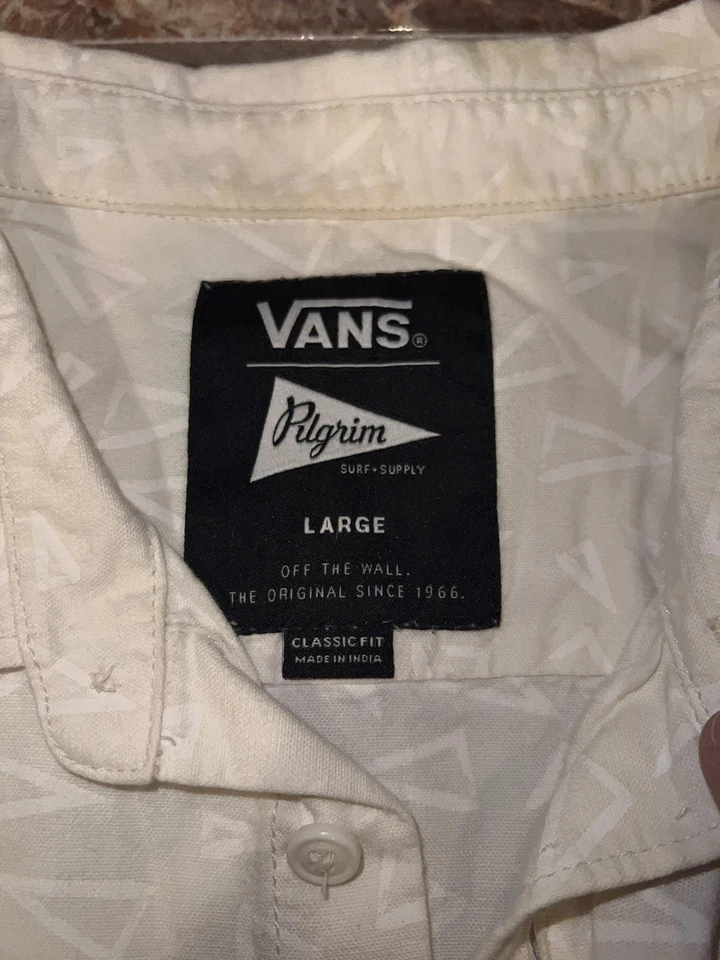 VANS®
Pilgrim
SURF+SUPPLY
LARGE
OFF THE WALL.
THE ORIGINAL SINCE 1966.
CLASSIC FIT
MADE IN INDIA